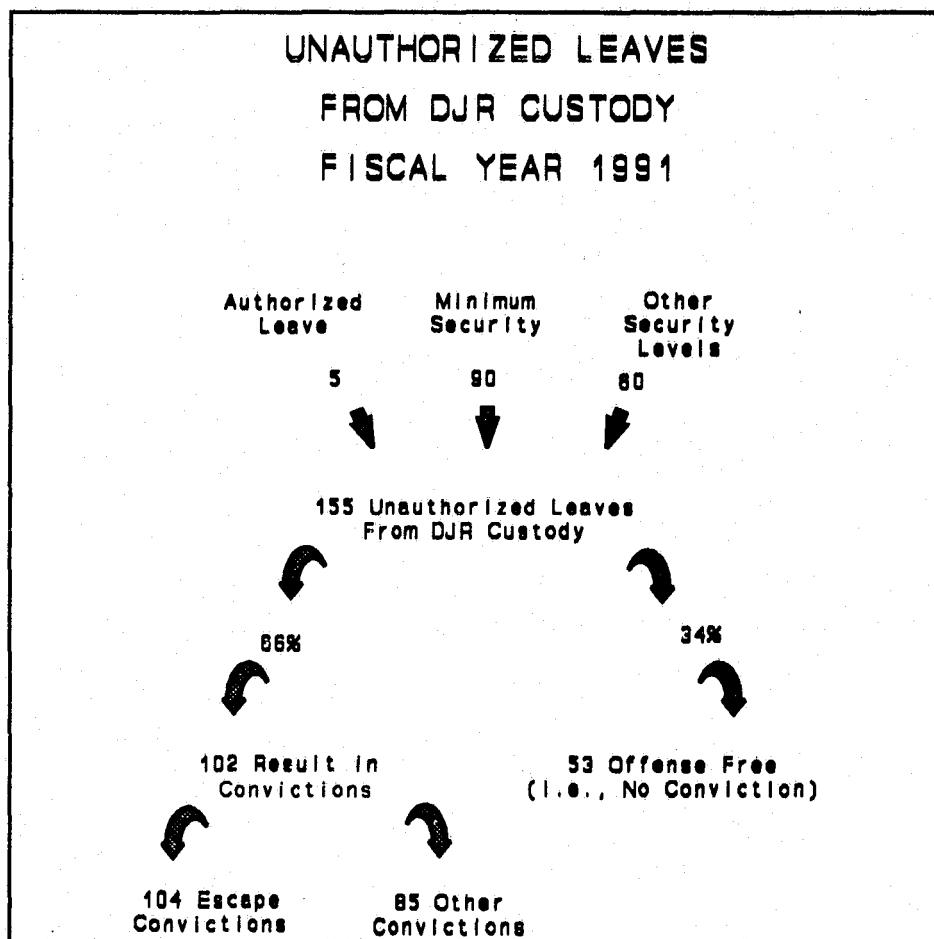 UNAUTHORIZED LEAVES
FROM DJR CUSTODY
FISCAL YEAR 1991
Authorized Leave
Minimum Security
Other Security Levels
5
90
60
155 Unauthorized Leaves
From DJR Custody
66%
34%
102 Result in
Convictions
53 Offense Free
(i.e., No Conviction)
104 Escape
Convictions
85 Other
Convictions